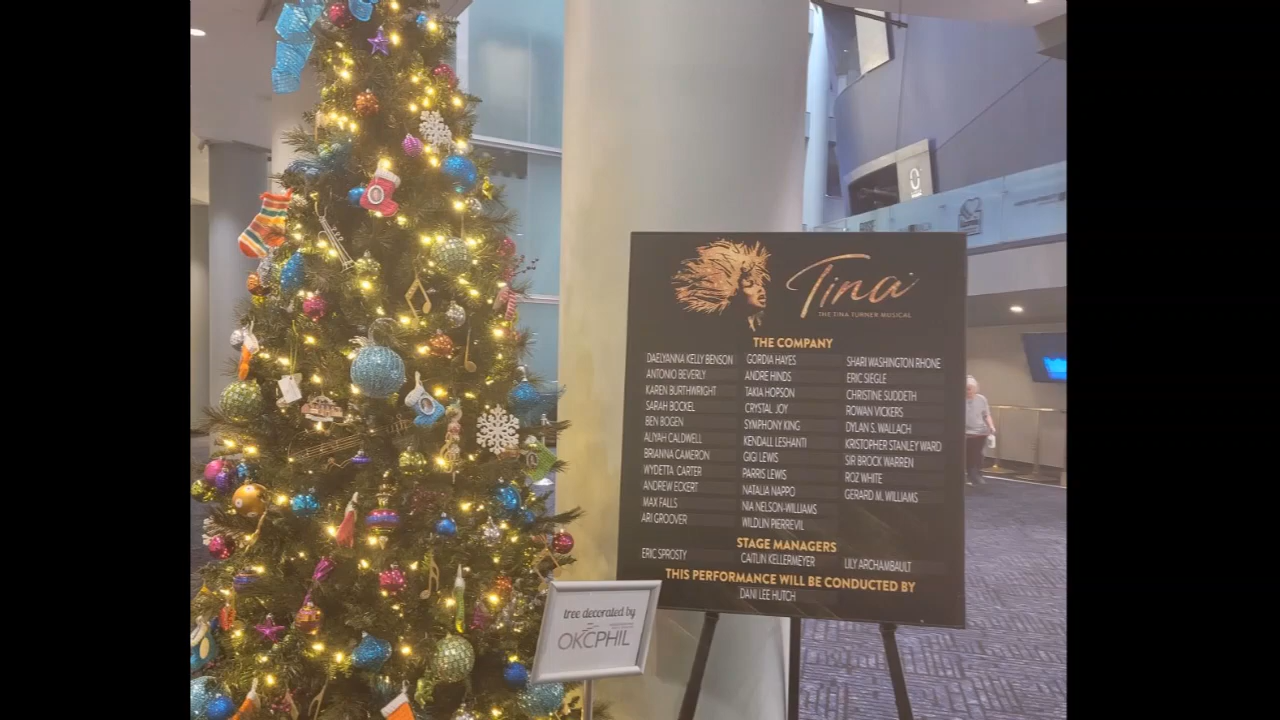 Tina
THE TINA TURNER MUSICAL
THE COMPANY
DAELYANNA KELLY BENSON
ANTONIO BEVERLY
KAREN BURTHWRIGHT
SARAH BOCKEL
BEN BOGEN
ALIYAH CALDWELL
BRIANNA CAMERON
WYDETTA CARTER
ANDREW ECKERT
MAX FALLS
ARI GROOVER
GORDIA HAYES
ANDRE HINDS
TAKIA HOPSON
CRYSTAL JOY
SYMPHONY KING
KENDALL LESHANTI
GIGI LEWIS
PARRIS LEWIS
NATALIA NAPPO
NIA NELSON-WILLIAMS
WILDLIN PIERREVIL
SHARI WASHINGTON RHONE
ERIC SIEGLE
CHRISTINE SUDDETH
ROWAN VICKERS
DYLAN S. WALLACH
KRISTOPHER STANLEY WARD
SIR BROCK WARREN
ROZ WHITE
GERARD M. WILLIAMS
STAGE MANAGERS
ERIC SPROSTY
CAITLIN KELLERMEYER
LILY ARCHAMBAULT
THIS PERFORMANCE WILL BE CONDUCTED BY
DANI LEE HUTCH
tree decorated by
OKCPHIL